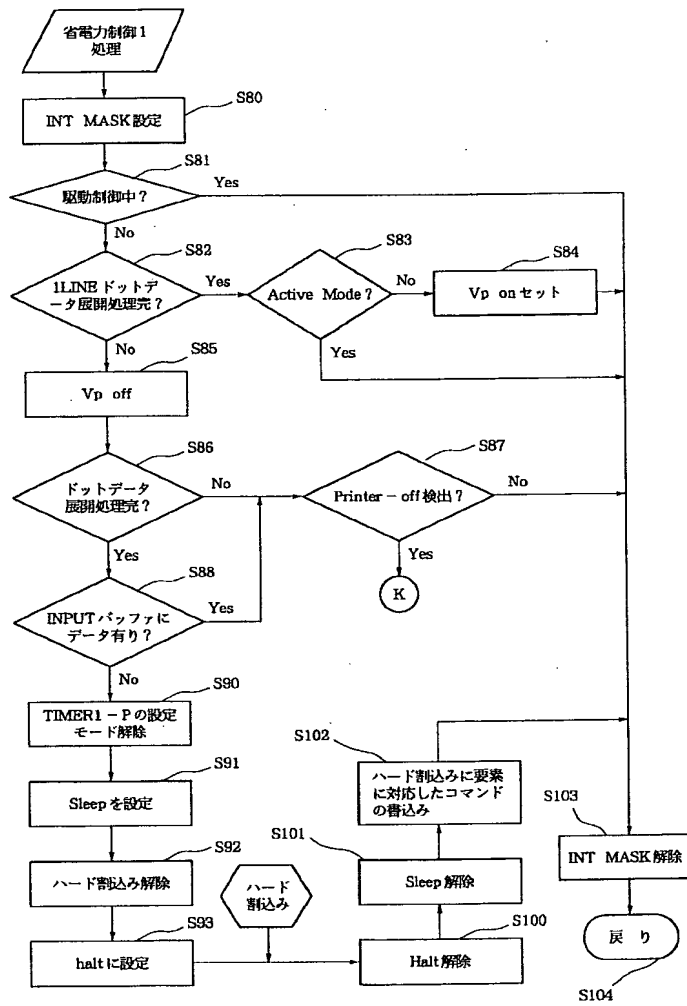 省電力制御1
処理
S80
INT MASK設定
S81
駆動制御中？
Yes
No
S82
1LINEドットデ
ータ展開処理完？
Yes
No
S83
Active Mode？
No
Yes
S84
Vp onセット
S85
Vp off
S86
ドットデータ
展開処理完？
No
Yes
S87
Printer－off検出？
No
Yes
K
S88
INPUTバッファに
データ有り？
Yes
No
S90
TIMER1－Pの設定
モード解除
S91
Sleepを設定
S92
ハード割込み解除
S93
haltに設定
ハード
割込み
S100
Halt解除
S101
Sleep解除
S102
ハード割込みに要素
に対応したコマンド
の書込み
S103
INT MASK解除
戻り
S104